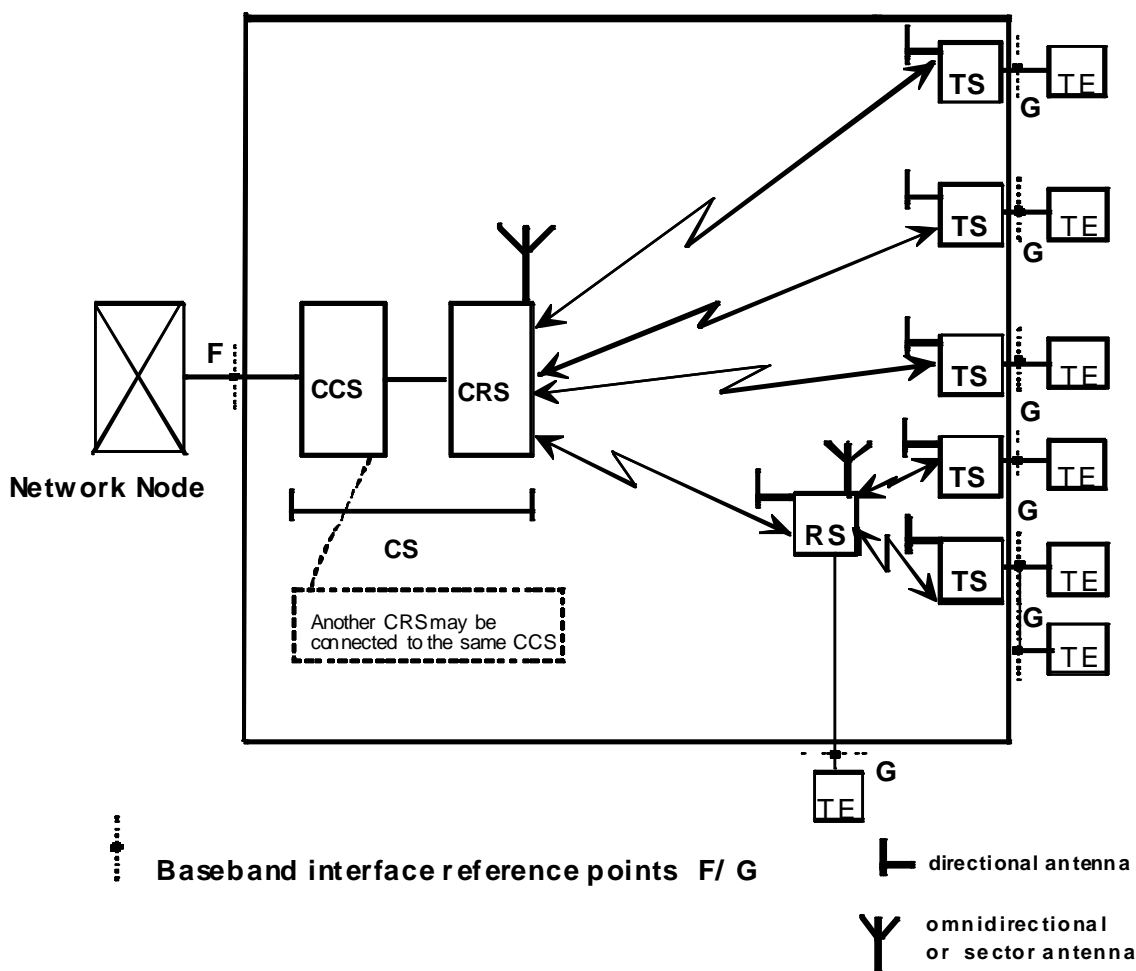 TS
TE
G
TS
TE
G
F
CCS
CRS
TS
TE
G
Network Node
TS
TE
G
CS
RS
TS
TE
G
Another CRS may be
connected to the same CCS
TE
G
TE
Baseband interface reference points F/ G
directional antenna
omnidirectional
or sector antenna